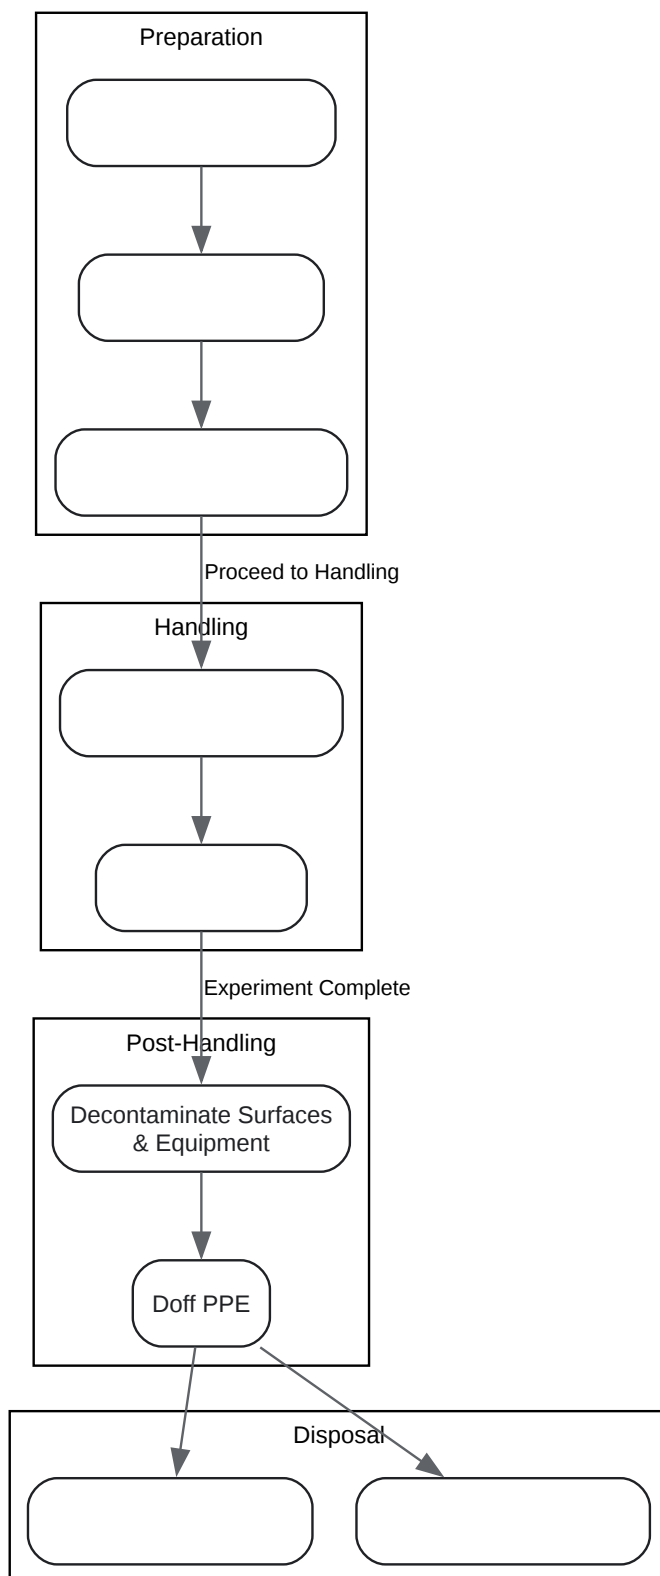 Preparation
Proceed to Handling
Handling
Experiment Complete
Post-Handling
Decontaminate Surfaces
& Equipment
Doff PPE
Disposal